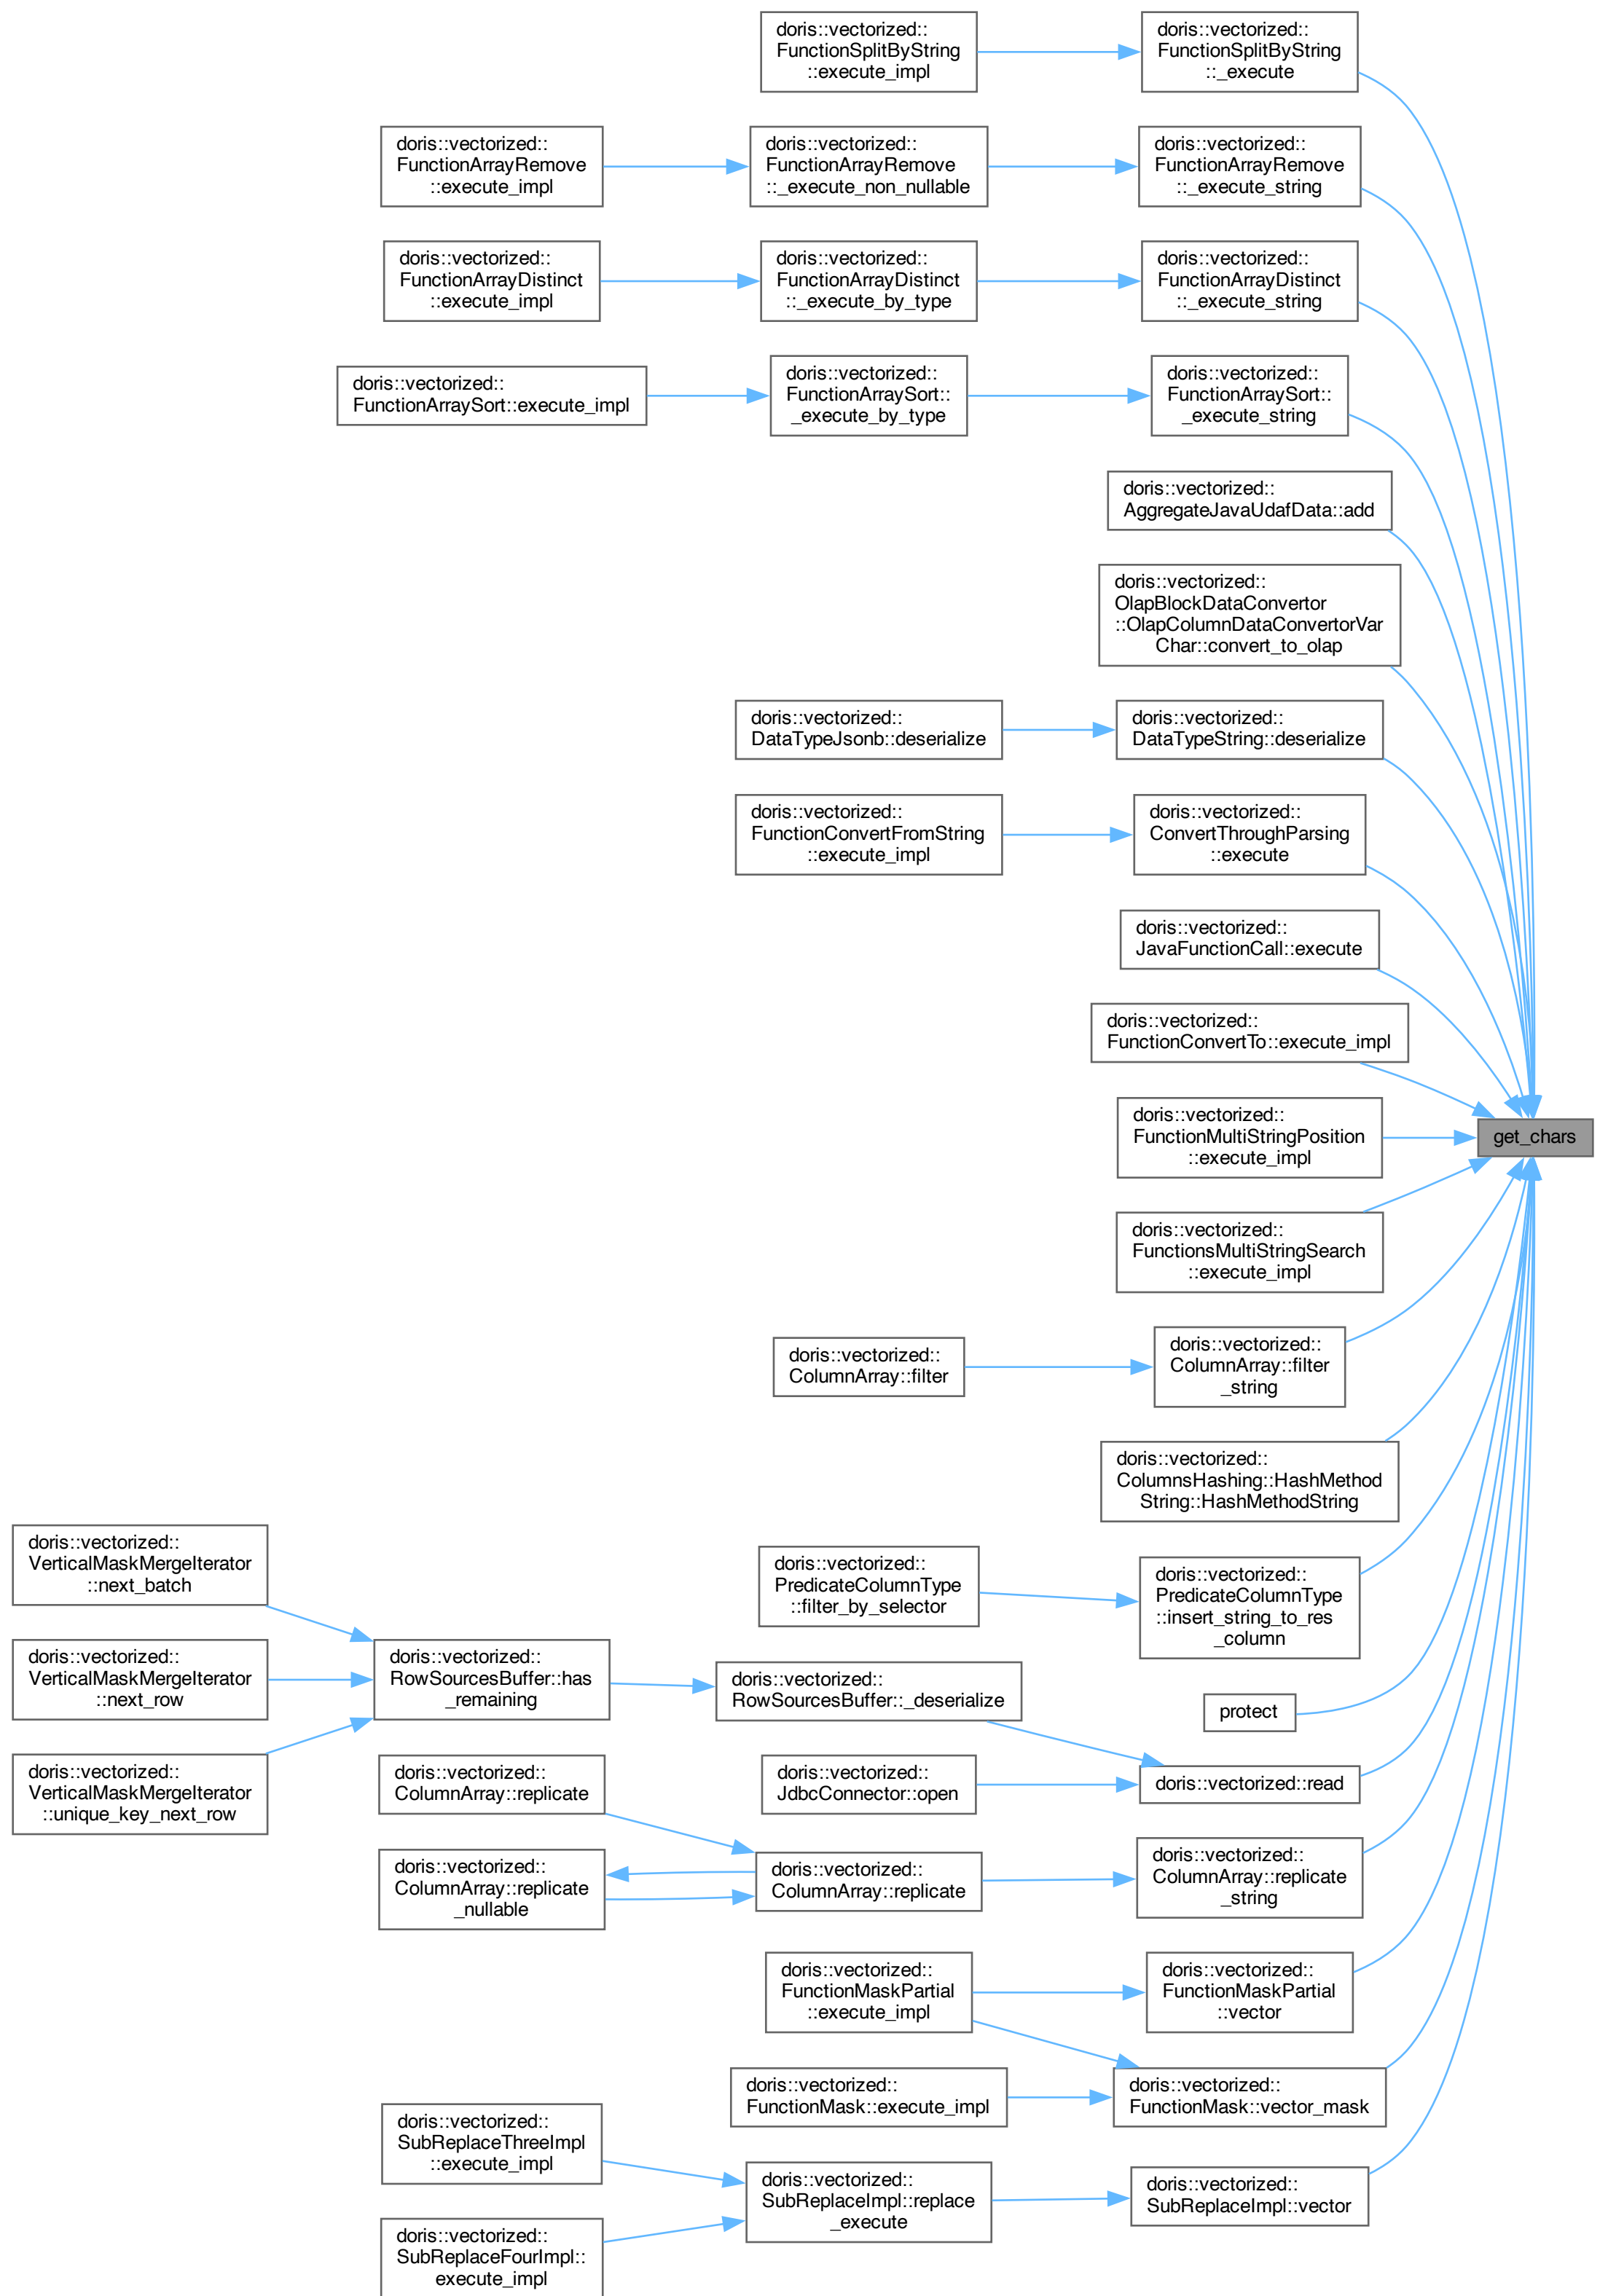 doris::vectorized::
FunctionSplitByString
::execute_impl
doris::vectorized::
FunctionSplitByString
::_execute
doris::vectorized::
FunctionArrayRemove
::execute_impl
doris::vectorized::
FunctionArrayRemove
::_execute_non_nullable
doris::vectorized::
FunctionArrayRemove
::_execute_string
doris::vectorized::
FunctionArrayDistinct
::execute_impl
doris::vectorized::
FunctionArrayDistinct
::_execute_by_type
doris::vectorized::
FunctionArrayDistinct
::_execute_string
doris::vectorized::
FunctionArraySort::execute_impl
doris::vectorized::
FunctionArraySort::
_execute_by_type
doris::vectorized::
FunctionArraySort::
_execute_string
doris::vectorized::
AggregateJavaUdafData::add
doris::vectorized::
OlapBlockDataConvertor
::OlapColumnDataConvertorVar
Char::convert_to_olap
doris::vectorized::
DataTypeJsonb::deserialize
doris::vectorized::
DataTypeString::deserialize
doris::vectorized::
FunctionConvertFromString
::execute_impl
doris::vectorized::
ConvertThroughParsing
::execute
doris::vectorized::
JavaFunctionCall::execute
doris::vectorized::
FunctionConvertTo::execute_impl
doris::vectorized::
FunctionMultiStringPosition
::execute_impl
get_chars
doris::vectorized::
FunctionsMultiStringSearch
::execute_impl
doris::vectorized::
ColumnArray::filter
doris::vectorized::
ColumnArray::filter
_string
doris::vectorized::
ColumnsHashing::HashMethod
String::HashMethodString
doris::vectorized::
VerticalMaskMergeIterator
::next_batch
doris::vectorized::
PredicateColumnType
::filter_by_selector
doris::vectorized::
PredicateColumnType
::insert_string_to_res
_column
doris::vectorized::
VerticalMaskMergeIterator
::next_row
doris::vectorized::
RowSourcesBuffer::has
_remaining
doris::vectorized::
RowSourcesBuffer::_deserialize
protect
doris::vectorized::
VerticalMaskMergeIterator
::unique_key_next_row
doris::vectorized::
ColumnArray::replicate
doris::vectorized::
JdbcConnector::open
doris::vectorized::read
doris::vectorized::
ColumnArray::replicate
_nullable
doris::vectorized::
ColumnArray::replicate
doris::vectorized::
ColumnArray::replicate
_string
doris::vectorized::
FunctionMaskPartial
::execute_impl
doris::vectorized::
FunctionMaskPartial
::vector
doris::vectorized::
FunctionMask::execute_impl
doris::vectorized::
FunctionMask::vector_mask
doris::vectorized::
SubReplaceThreeImpl
::execute_impl
doris::vectorized::
SubReplaceImpl::replace
_execute
doris::vectorized::
SubReplaceImpl::vector
doris::vectorized::
SubReplaceFourImpl::
execute_impl